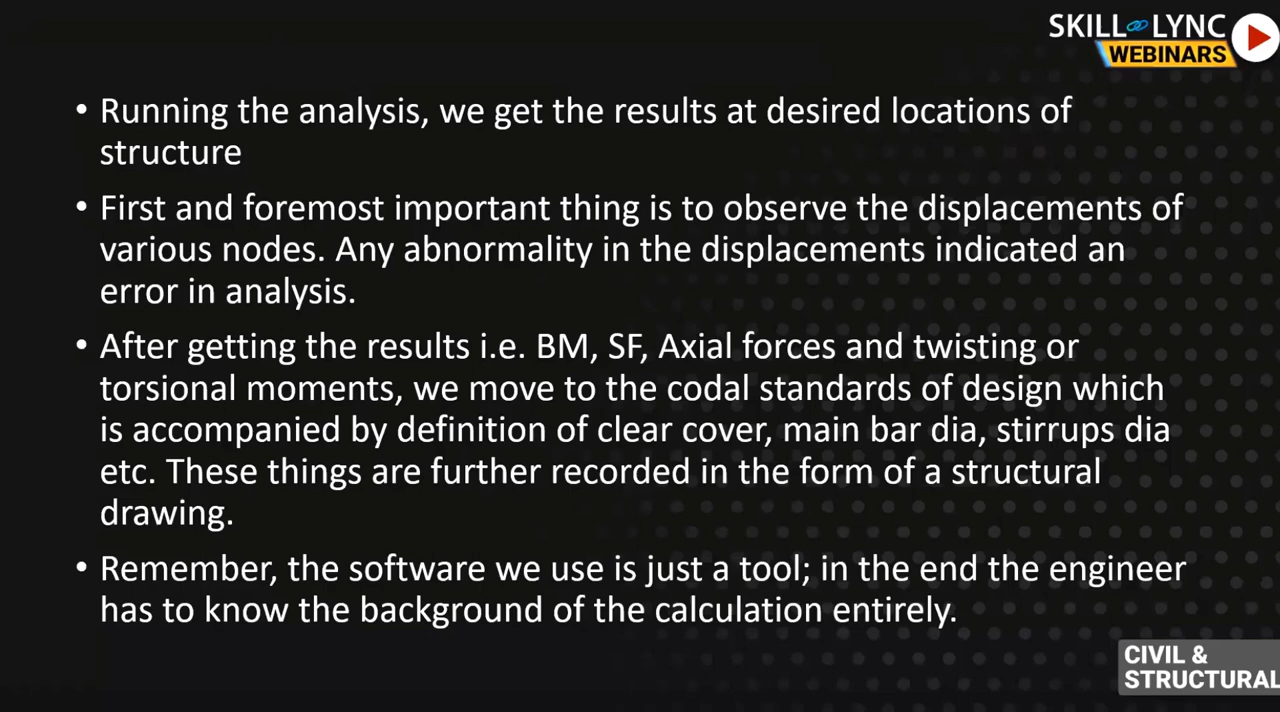 SKILL LYNC
WEBINARS
• Running the analysis, we get the results at desired locations of
structure
• First and foremost important thing is to observe the displacements of
various nodes. Any abnormality in the displacements indicated an
error in analysis.
• After getting the results i.e. BM, SF, Axial forces and twisting or
torsional moments, we move to the codal standards of design which
is accompanied by definition of clear cover, main bar dia, stirrups dia
etc. These things are further recorded in the form of a structural
drawing.
• Remember, the software we use is just a tool; in the end the engineer
has to know the background of the calculation entirely.
CIVIL &
STRUCTURAL